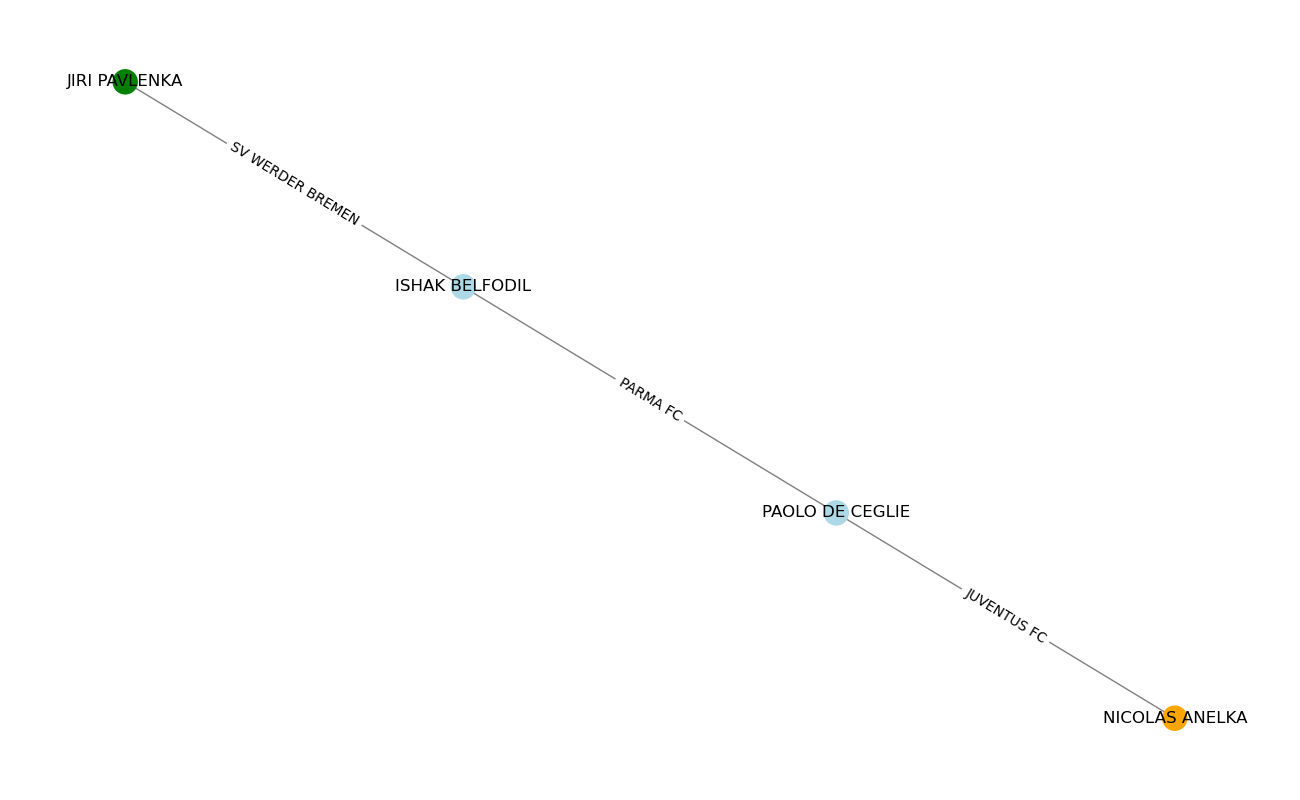 JIRI PAVLENKA
SV WERDER BREMEN
ISHAK BELFODIL
PARMA FC
PAOLO DE CEGLIE
JUVENTUS FC
NICOLAS ANELKA